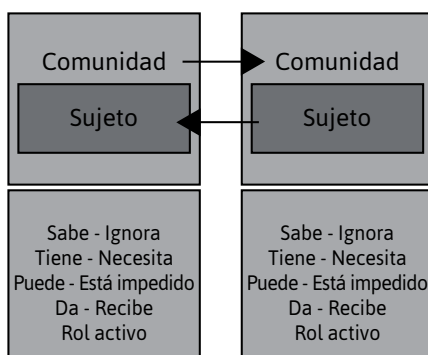 Comunidad
Sujeto
Sabe - Ignora
Tiene - Necesita
Puede - Está impedido
Da - Recibe
Rol activo
Comunidad
Sujeto
Sabe - Ignora
Tiene - Necesita
Puede - Está impedido
Da - Recibe
Rol activo